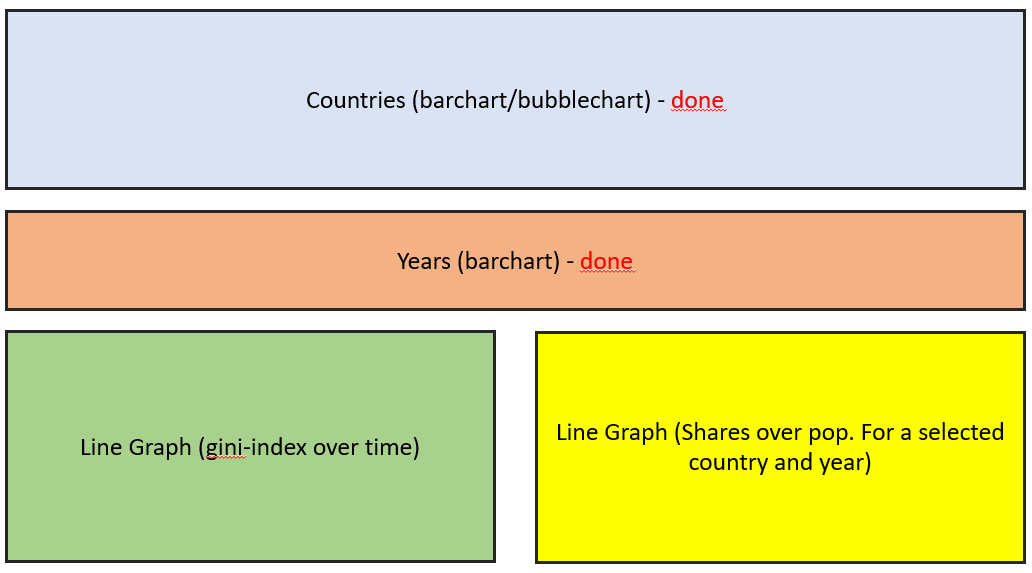 Countries (barchart/bubblechart) - done
Years (barchart) - done
Line Graph (gini-index over time)
Line Graph (Shares over pop. For a selected
country and year)